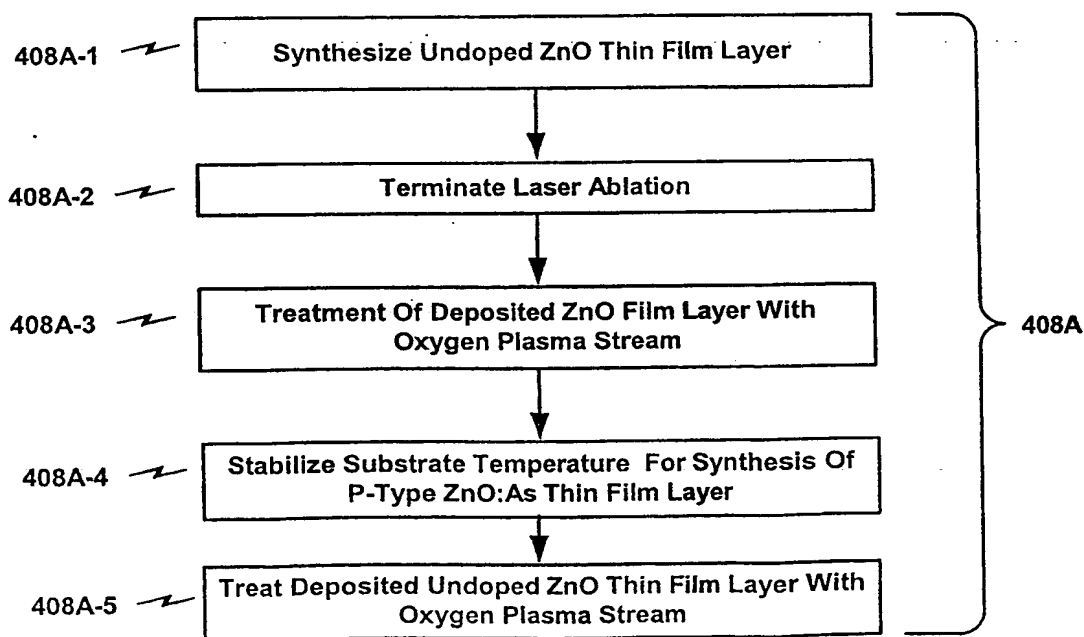 408A-1
Synthesize Undoped ZnO Thin Film Layer
408A-2
Terminate Laser Ablation
408A-3
Treatment Of Deposited ZnO Film Layer With
Oxygen Plasma Stream
408A
408A-4
Stabilize Substrate Temperature For Synthesis Of
P-Type ZnO:As Thin Film Layer
408A-5
Treat Deposited Undoped ZnO Thin Film Layer With
Oxygen Plasma Stream